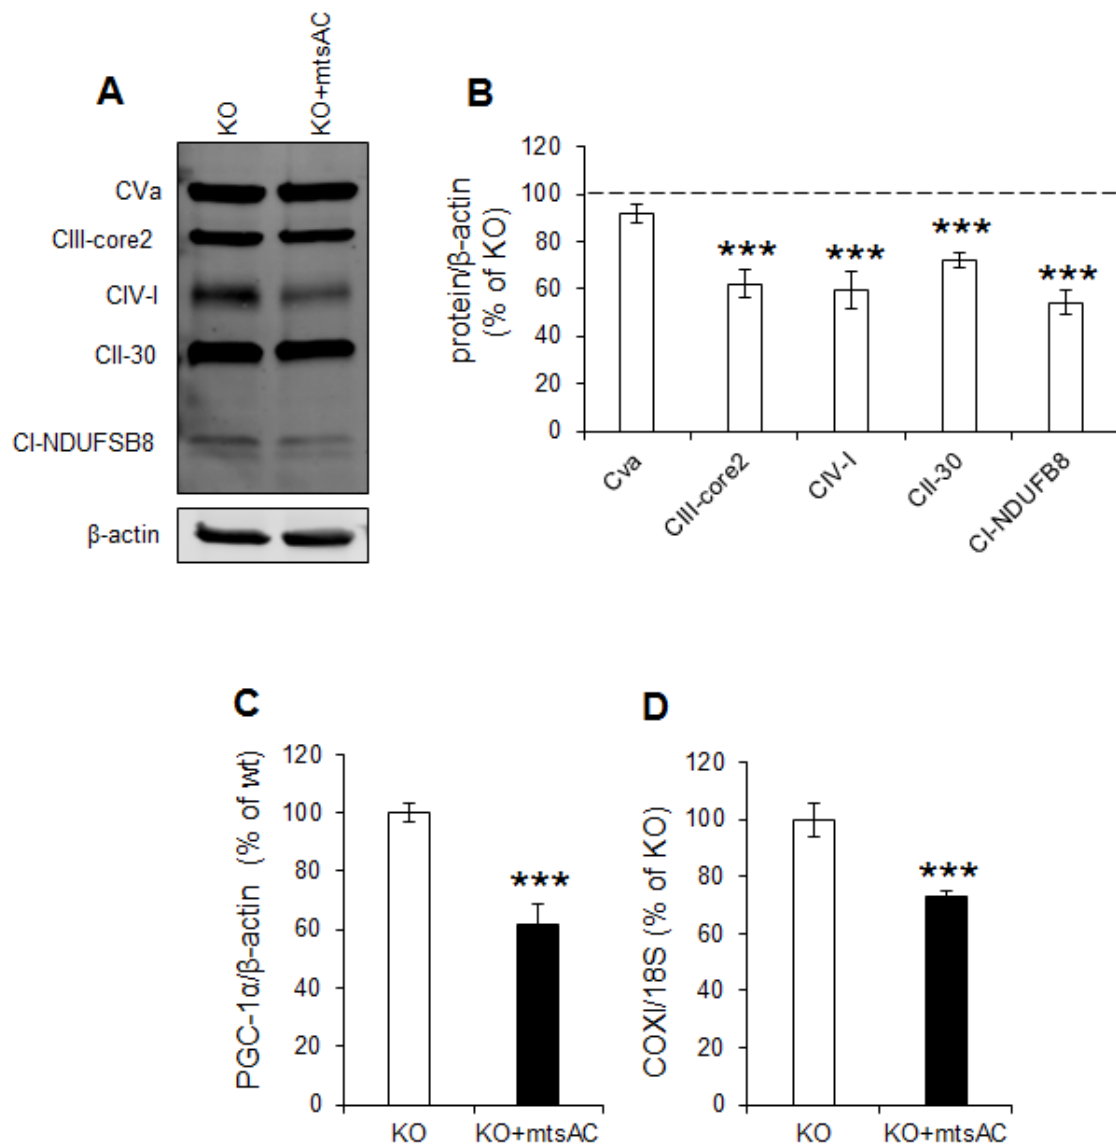 A
KO
KO+mtsAC
CVa
CIII-core2
CIV-I
CII-30
CI-NDUFSB8
β-actin
B
protein/β-actin
(% of KO)
120
100
80
60
40
20
0
***
***
***
***
Cva
CIII-core2
CIV-I
CII-30
CI-NDUFB8
C
PGC-1α/β-actin (% of wt)
120
100
80
60
40
20
0
***
KO
KO+mtsAC
D
COXI/18S (% of KO)
120
100
80
60
40
20
0
***
KO
KO+mtsAC